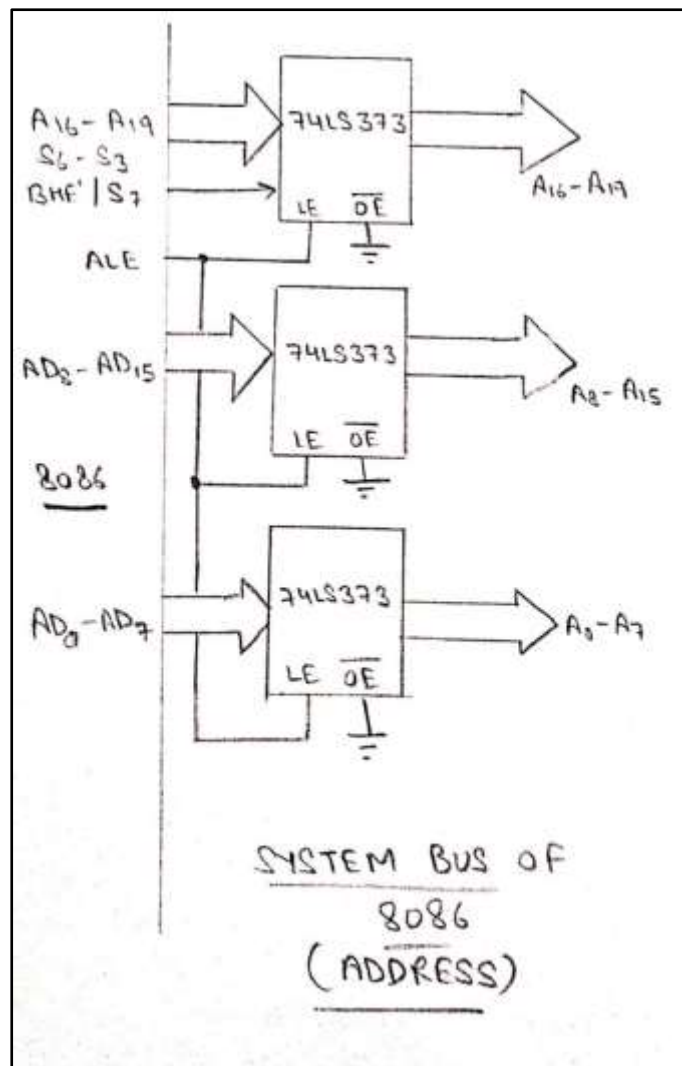 A16-A19
S6-S3
BHE'/S7
74LS373
LE OE
A16-A19
ALE
AD8-AD15
74LS373
LE OE
A8-A15
8086
AD0-AD7
74LS373
LE OE
A0-A7
SYSTEM BUS OF
8086
(ADDRESS)